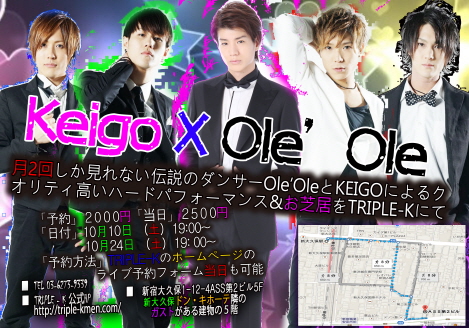 Keigo X Ole' Ole
月2回しか見れない伝説のダンサーOle'OleとKEIGOによるク
オリティ高いハードパフォーマンス&お芝居をTRIPLE-Kにて
「予約」2000円「当日」2500円
「日付」10月10日 (土) 19:00~
10月24日 (土) 19:00~
「予約方法」TRIPLE-Kのホームページの
ライブ予約フォーム当日も可能
■ TEL 03-6273-9339
■ TRIPLE-K 公式HP
http://triple-kmen.com/
■ 新宿大久保1-12-4ASS第2ビル5F
新大久保ドン・キホーテ隣の
ガストがある建物の5階
新大久保